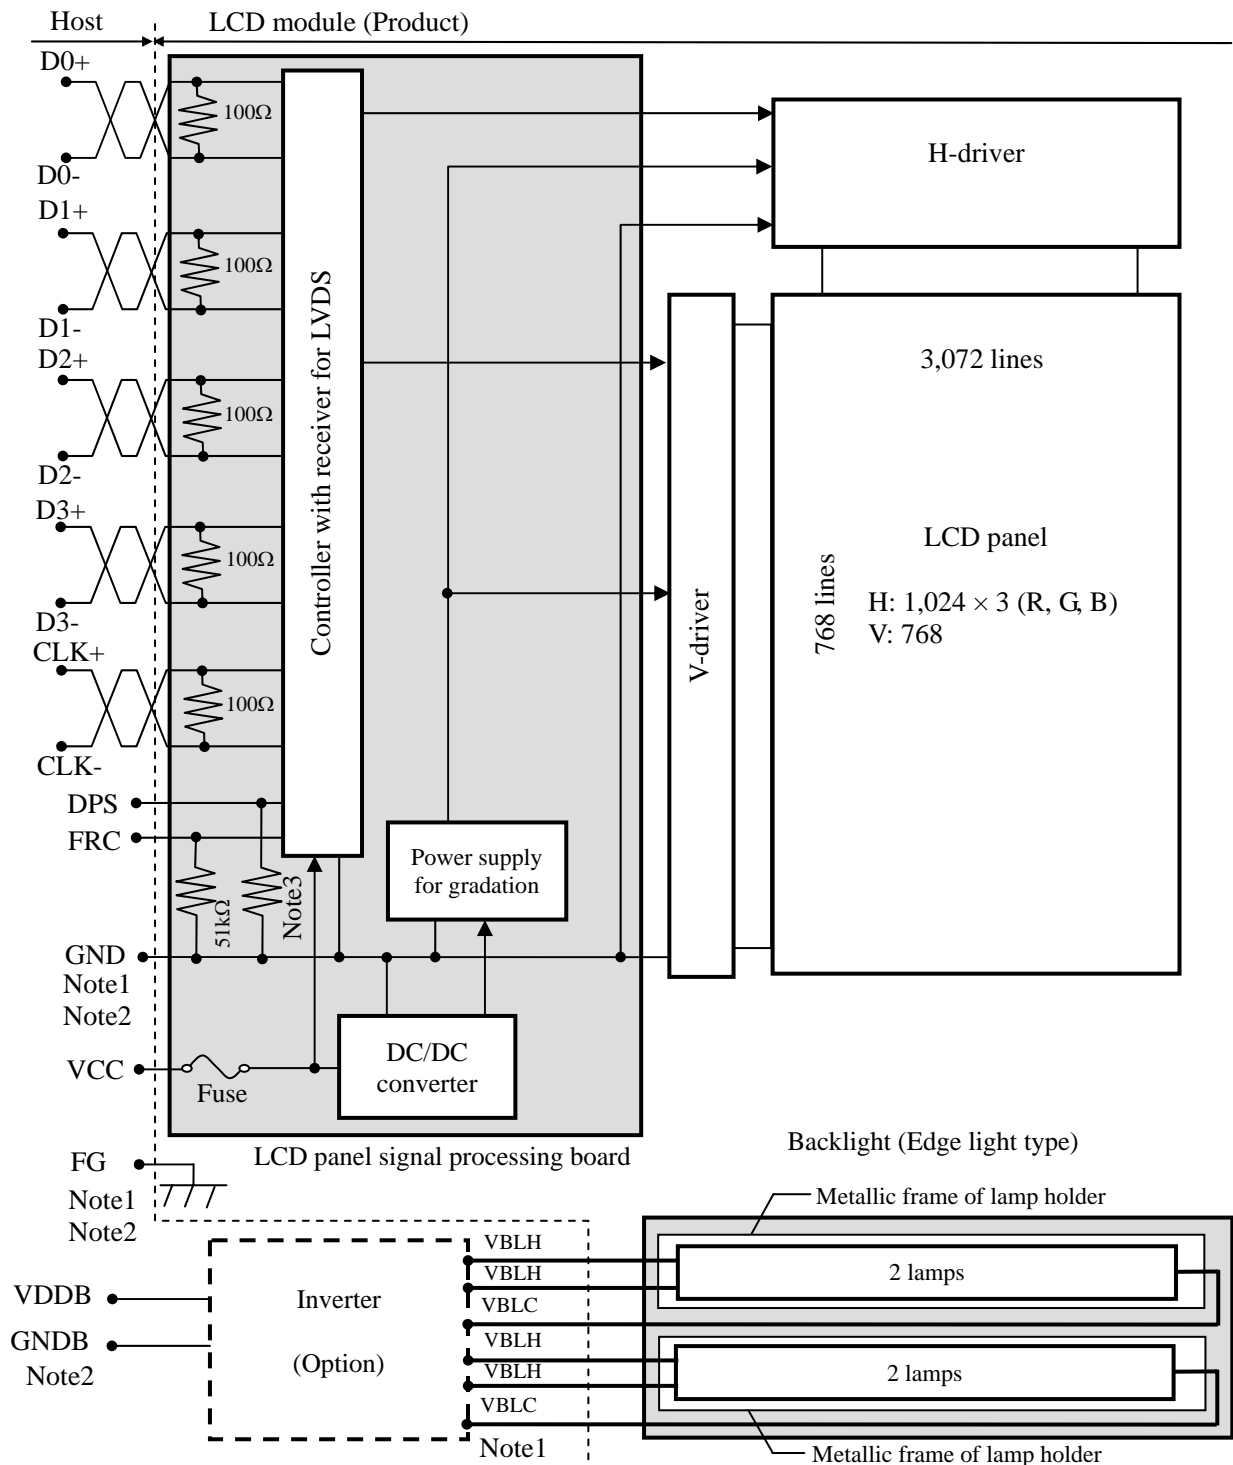 Host
LCD module (Product)
D0+
100Ω
D0-
H-driver
D1+
100Ω
D1-
D2+
100Ω
D2-
D3+
100Ω
D3-
CLK+
100Ω
CLK-
Controller with receiver for LVDS
V-driver
3,072 lines
768 lines
LCD panel
H: 1,024 × 3 (R, G, B)
V: 768
DPS
FRC
51kΩ
Note3
Power supply
for gradation
GND
Note1
Note2
VCC
Fuse
DC/DC
converter
LCD panel signal processing board
FG
Note1
Note2
Backlight (Edge light type)
Metallic frame of lamp holder
VBLH
VBLH
VBLC
2 lamps
VDDB
GNDB
Note2
Inverter
(Option)
VBLH
VBLH
VBLC
2 lamps
Note1
Metallic frame of lamp holder